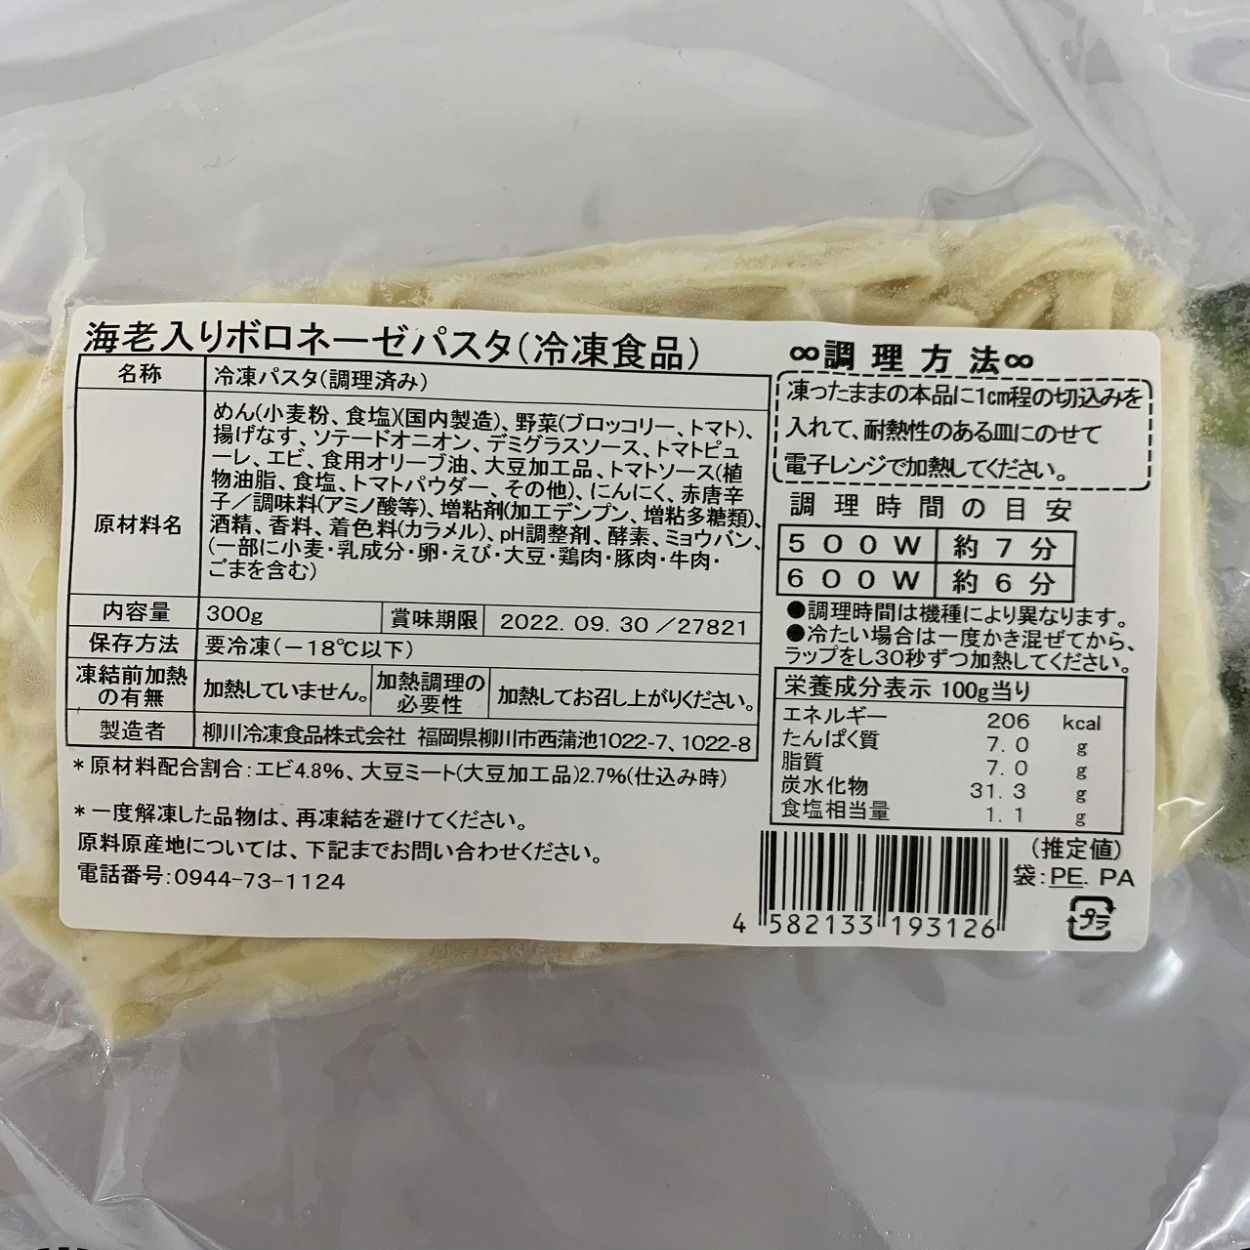 海老入りボロネーゼパスタ(冷凍食品)
名称
冷凍パスタ(調理済み)
原材料名
めん(小麦粉、食塩)(国内製造)、野菜(ブロッコリー、トマト)、
揚げなす、ソテードオニオン、デミグラスソース、トマトピュ
ーレ、エビ、食用オリーブ油、大豆加工品、トマトソース(植
物油脂、食塩、トマトパウダー、その他)、にんにく、赤唐辛
子/調味料(アミノ酸等)、増粘剤(加工デンプン、増粘多糖類)、
酒精、香料、着色料(カラメル)、pH調整剤、酵素、ミョウバン、
(一部に小麦・乳成分・卵・えび・大豆・鶏肉・豚肉・牛肉・
ごまを含む)
内容量
300g
賞味期限
2022. 09. 30 /27821
保存方法
要冷凍(-18℃以下)
凍結前加熱
の有無
加熱していません。
加熱調理の
必要性
加熱してお召し上がりください。
製造者
柳川冷凍食品株式会社 福岡県柳川市西蒲池1022-7、1022-8
*原材料配合割合:エビ4.8%、大豆ミート(大豆加工品)2.7%(仕込み時)
*一度解凍した品物は、再凍結を避けてください。
原料原産地については、下記までお問い合わせください。
電話番号:0944-73-1124
∞調理方法∞
凍ったままの本品に1cm程の切込みを
入れて、耐熱性のある皿にのせて
電子レンジで加熱してください。
調理時間の目安
500W 約7分
600W 約6分
●調理時間は機種により異なります。
●冷たい場合は一度かき混ぜてから、
ラップをし30秒ずつ加熱してください。
栄養成分表示 100g当り
エネルギー 206 kcal
たんぱく質 7.0 g
脂質 7.0 g
炭水化物 31.3 g
食塩相当量 1.1 g
(推定値)
袋:PE. PA
プラ
4 582133 193126